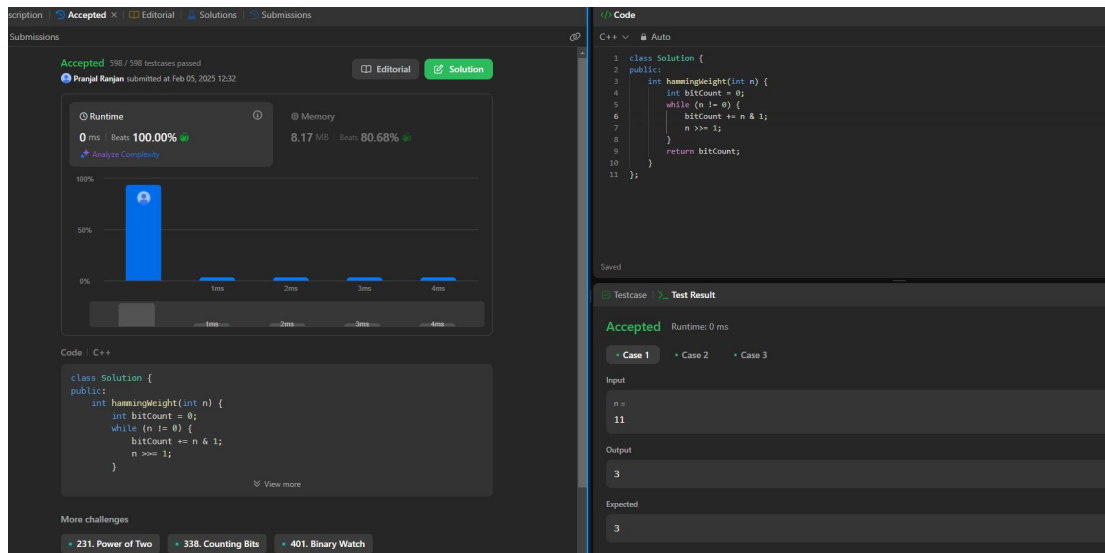 scription
Accepted
Editorial
Solutions
Submissions
Submissions
Accepted 598 / 598 testcases passed
Pranjal Ranjan submitted at Feb 05, 2025 12:32
Editorial
Solution
Runtime
0 ms Beats 100.00%
Analyze Complexity
Memory
8.17 MB Beats 80.68%
100%
50%
0%
1ms 2ms 3ms 4ms
1ms 2ms 3ms 4ms
Code | C++
class Solution {
public:
int hammingWeight(int n) {
int bitCount = 0;
while (n != 0) {
bitCount += n & 1;
n >>= 1;
}
View more
More challenges
231. Power of Two
338. Counting Bits
401. Binary Watch
</> Code
C++ Auto
1 class Solution {
2 public:
3 int hammingWeight(int n) {
4 int bitCount = 0;
5 while (n != 0) {
6 bitCount += n & 1;
7 n >>= 1;
8 }
9 return bitCount;
10 }
11 };
Saved
Testcase | >_ Test Result
Accepted Runtime: 0 ms
• Case 1 • Case 2 • Case 3
Input
n =
11
Output
3
Expected
3